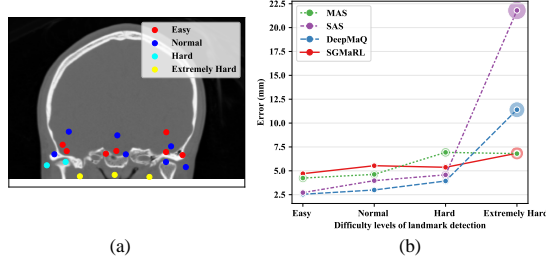 Easy
Normal
Hard
Extremely Hard
(a)
Error (mm)
22.5
20.0
17.5
15.0
12.5
10.0
7.5
5.0
2.5
MAS
SAS
DeepMaQ
SGMaRL
Easy
Normal
Hard
Extremely Hard
Difficulty levels of landmark detection
(b)